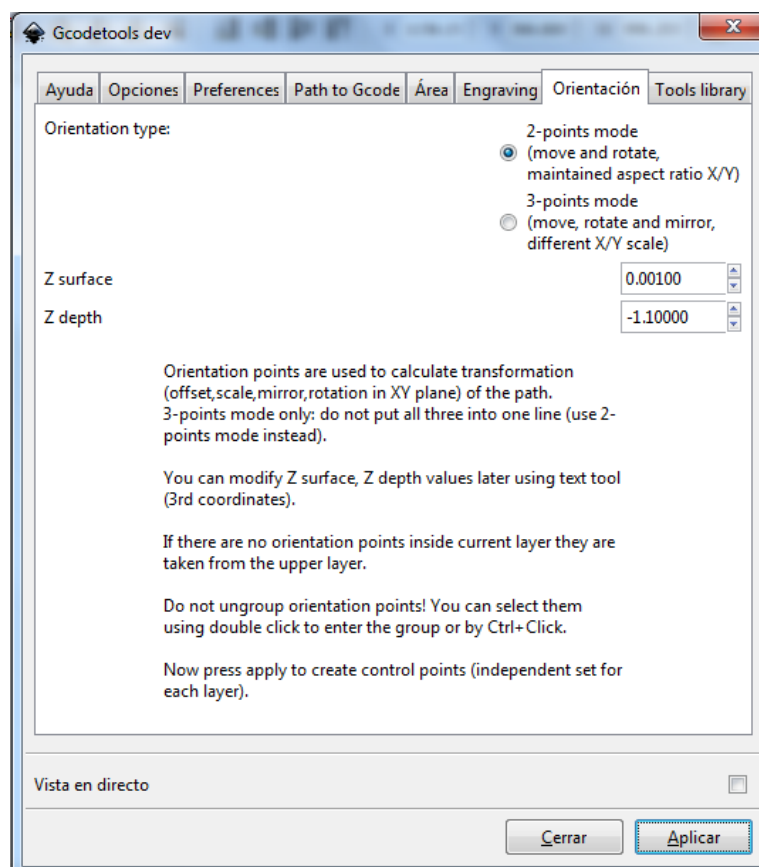 Gcodetools dev
Ayuda Opciones Preferences Path to Gcode Área Engraving Orientación Tools library
Orientation type:
2-points mode
(move and rotate,
maintained aspect ratio X/Y)
3-points mode
(move, rotate and mirror,
different X/Y scale)
Z surface 0.00100
Z depth -1.10000
Orientation points are used to calculate transformation
(offset,scale,mirror,rotation in XY plane) of the path.
3-points mode only: do not put all three into one line (use 2-
points mode instead).
You can modify Z surface, Z depth values later using text tool
(3rd coordinates).
If there are no orientation points inside current layer they are
taken from the upper layer.
Do not ungroup orientation points! You can select them
using double click to enter the group or by Ctrl+Click.
Now press apply to create control points (independent set for
each layer).
Vista en directo
Cerrar Aplicar